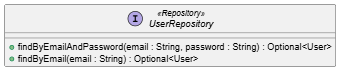 «Repository»
I UserRepository
findByEmailAndPassword(email : String, password : String) : Optional<User>
findByEmail(email : String) : Optional<User>